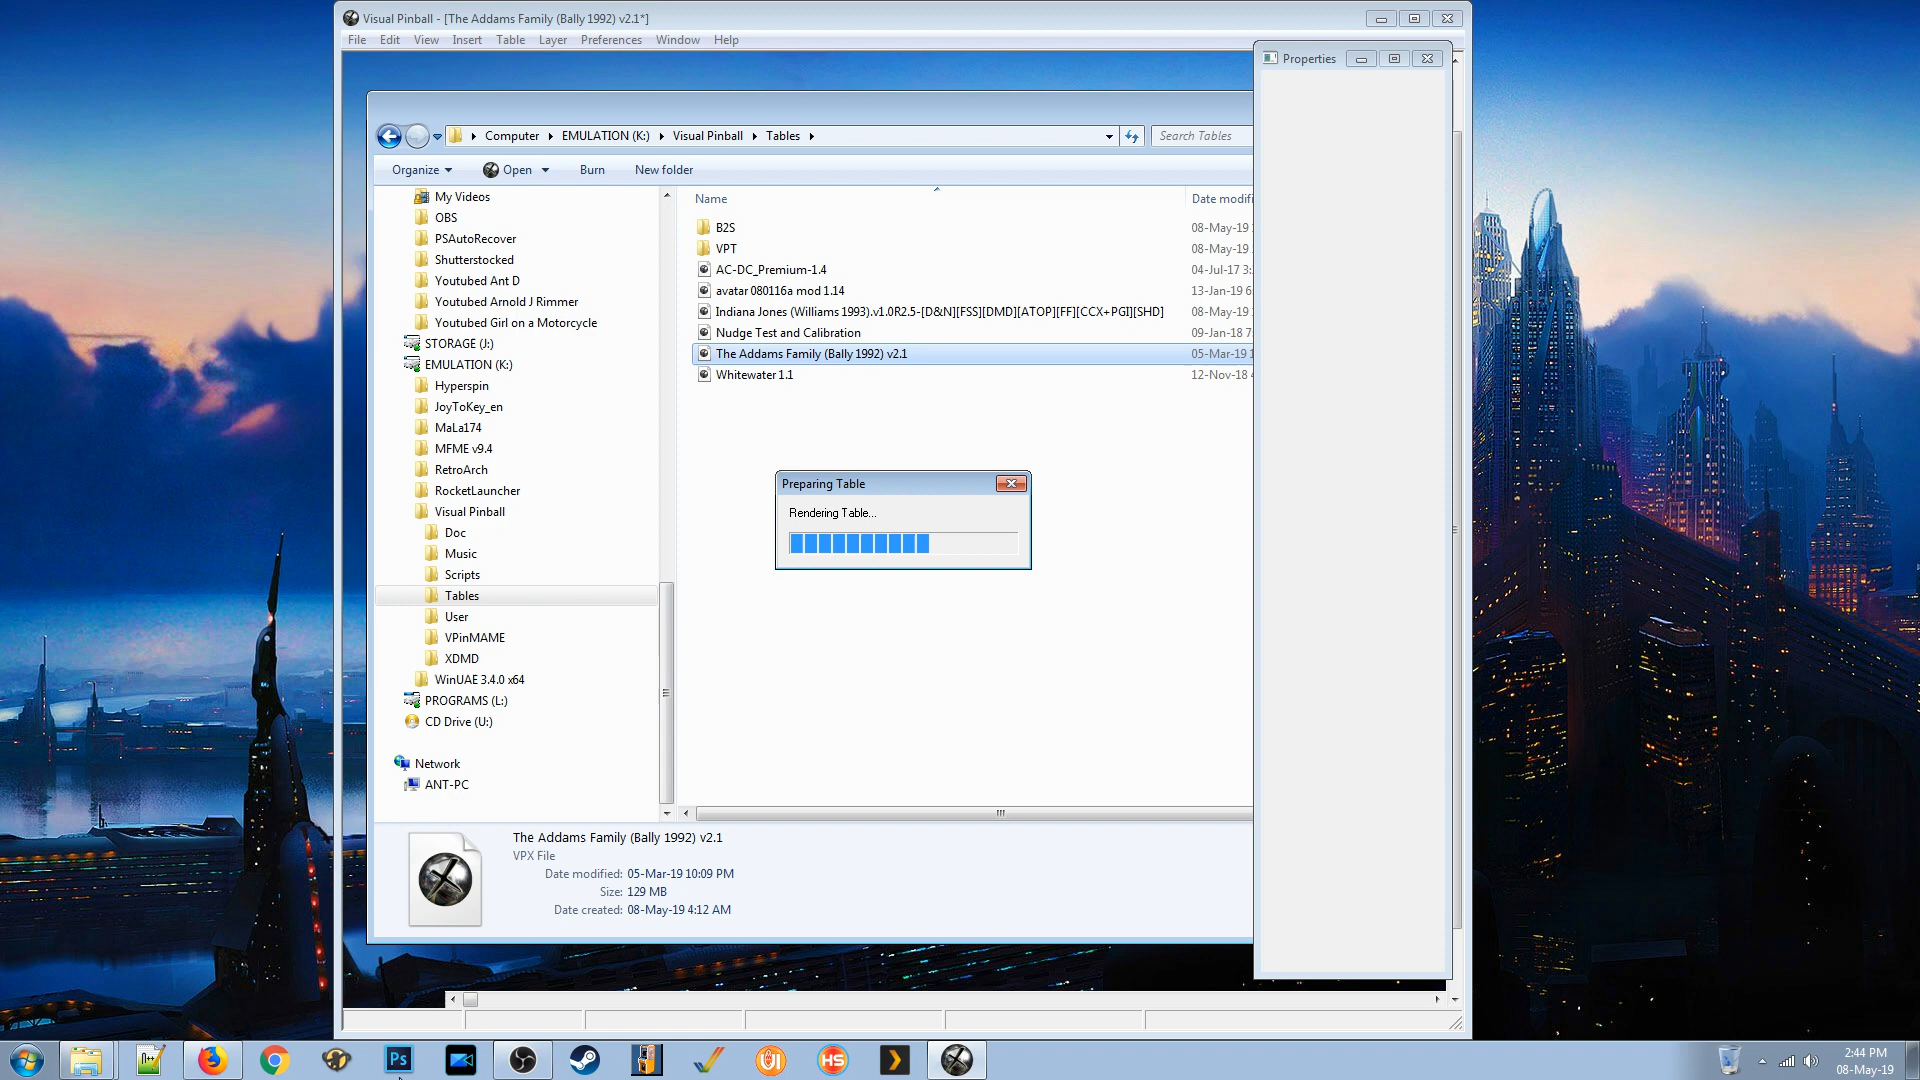 Visual Pinball - [The Addams Family (Bally 1992) v2.1*]
File Edit View Insert Table Layer Preferences Window Help
Properties
Computer EMULATION (K:) Visual Pinball Tables
Search Tables
Organize Open Burn New folder
Name
Date modifi
My Videos
OBS
PSAutoRecover
Shutterstocked
Youtubed Ant D
Youtubed Arnold J Rimmer
Youtubed Girl on a Motorcycle
STORAGE (J:)
EMULATION (K:)
Hyperspin
JoyToKey_en
MaLa174
MFME v9.4
RetroArch
RocketLauncher
Visual Pinball
Doc
Music
Scripts
Tables
User
VPinMAME
XDMD
WinUAE 3.4.0 x64
PROGRAMS (L:)
CD Drive (U:)
Network
ANT-PC
B2S 08-May-19
VPT 08-May-19
AC-DC_Premium-1.4 04-Jul-17 3:
avatar 080116a mod 1.14 13-Jan-19 6:
Indiana Jones (Williams 1993).v1.0R2.5-[D&N][FSS][DMD][ATOP][FF][CCX+PGI][SHD] 08-May-19
Nudge Test and Calibration 09-Jan-18 7:
The Addams Family (Bally 1992) v2.1 05-Mar-19 1
Whitewater 1.1 12-Nov-18 4
Preparing Table
Rendering Table...
The Addams Family (Bally 1992) v2.1
VPX File
Date modified: 05-Mar-19 10:09 PM
Size: 129 MB
Date created: 08-May-19 4:12 AM
Ps
HS
2:44 PM
08-May-19